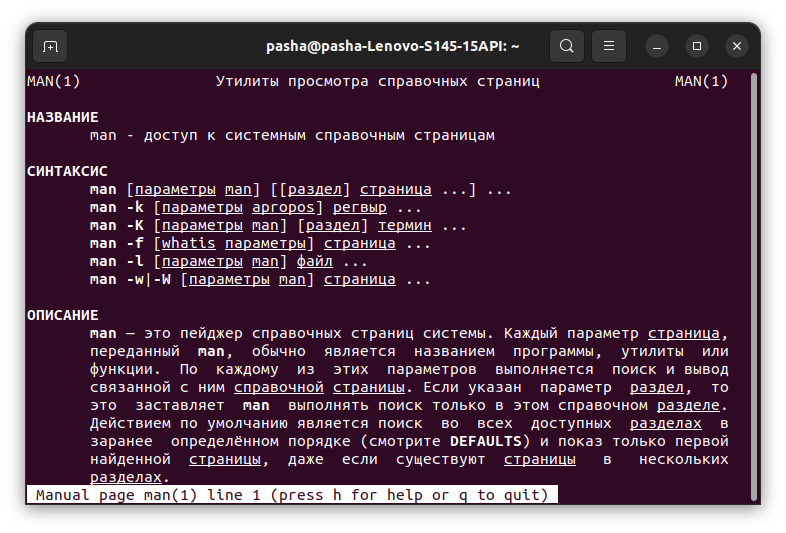 pasha@pasha-Lenovo-S145-15API: ~
MAN(1) Утилиты просмотра справочных страниц MAN(1)
НАЗВАНИЕ
man - доступ к системным справочным страницам
СИНТАКСИС
man [параметры man] [[раздел] страница ...] ...
man -k [параметры apropos] регвыр ...
man -K [параметры man] [раздел] термин ...
man -f [whatis параметры] страница ...
man -l [параметры man] файл ...
man -w|-W [параметры man] страница ...
ОПИСАНИЕ
man — это пейджер справочных страниц системы. Каждый параметр страница,
переданный man, обычно является названием программы, утилиты или
функции. По каждому из этих параметров выполняется поиск и вывод
связанной с ним справочной страницы. Если указан параметр раздел, то
это заставляет man выполнять поиск только в этом справочном разделе.
Действием по умолчанию является поиск во всех доступных разделах в
заранее определённом порядке (смотрите DEFAULTS) и показ только первой
найденной страницы, даже если существуют страницы в нескольких
разделах.
Manual page man(1) line 1 (press h for help or q to quit)